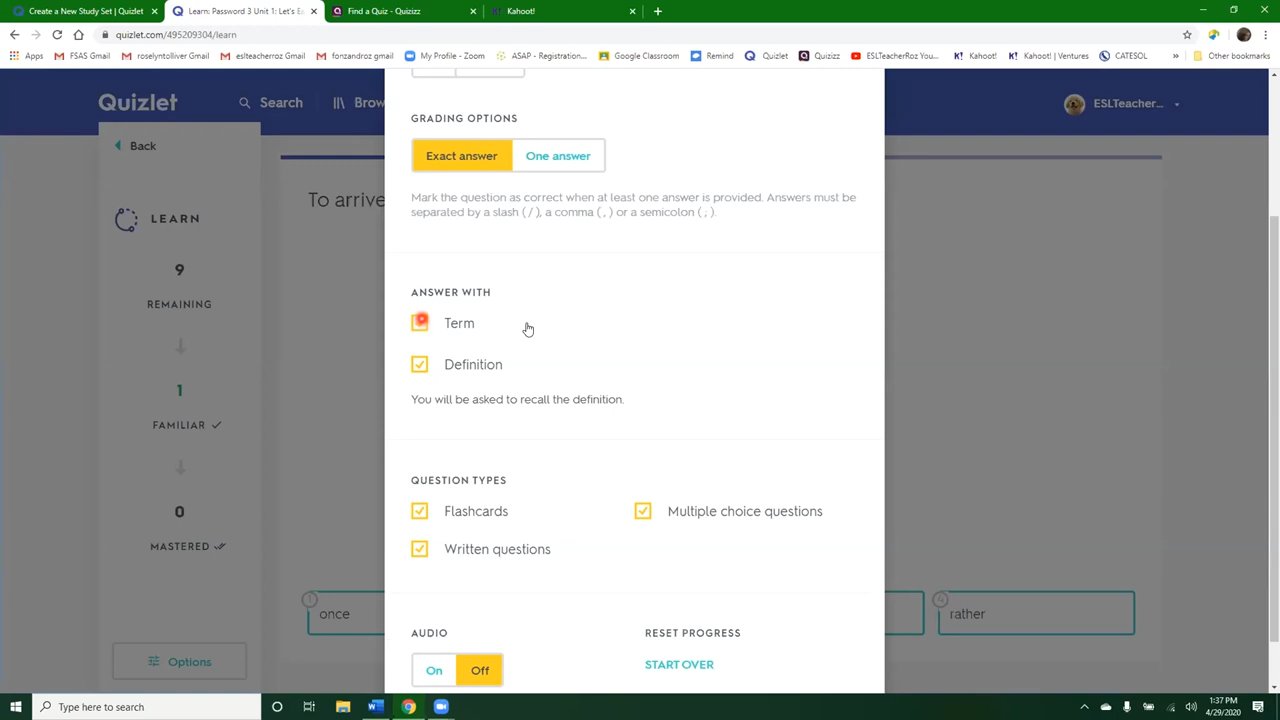 Create a New Study Set | Quizlet
Learn: Password 3 Unit 1: Let's Ea
Find a Quiz - Quizizz
Kahoot!
quizlet.com/495209304/learn
Apps
FSAS Gmail
roselyntolliver Gmail
eslteacherroz Gmail
fonzandroz gmail
My Profile - Zoom
ASAP - Registration...
Google Classroom
Remind
Quizlet
Quizizz
ESLTeacherRoz You...
Kahoot!
Kahoot! | Ventures
CATESOL
»
Other bookmarks
Quizlet
Search
Brow
ESLTeacher...
Back
GRADING OPTIONS
Exact answer
One answer
To arrive
Mark the question as correct when at least one answer is provided. Answers must be
separated by a slash ( / ), a comma ( , ) or a semicolon ( ; ).
LEARN
9
REMAINING
ANSWER WITH
Term
Definition
You will be asked to recall the definition.
1
FAMILIAR
QUESTION TYPES
Flashcards
Multiple choice questions
Written questions
0
MASTERED
1
once
4
rather
AUDIO
On
Off
RESET PROGRESS
START OVER
Options
Type here to search
1:37 PM
4/29/2020